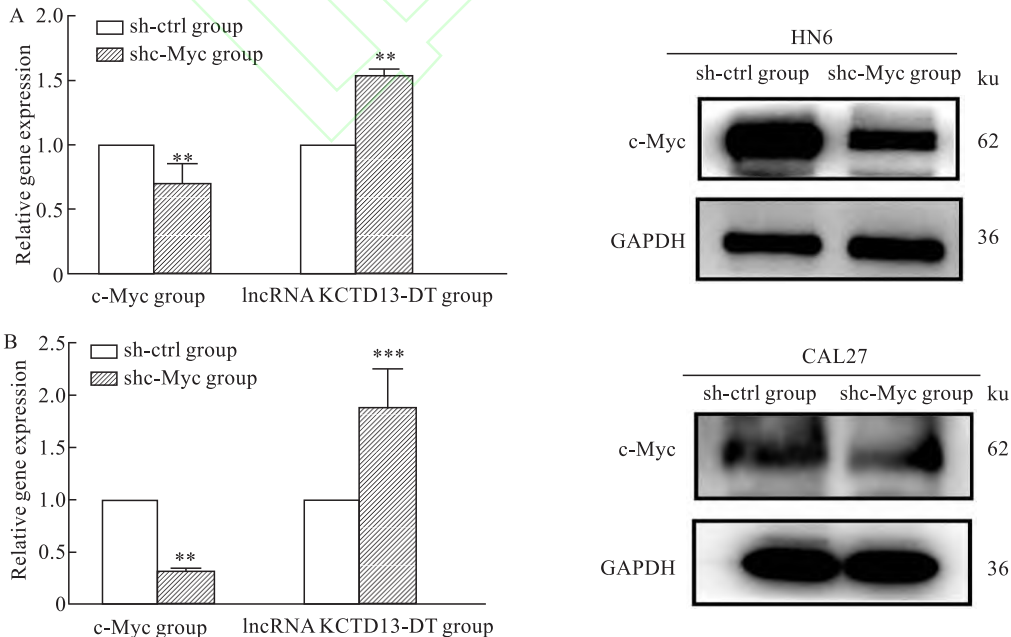 A
2.0
1.5
1.0
0.5
0
Relative gene expression
sh-ctrl group
shc-Myc group
**
**
c-Myc group
lncRNA KCTD13-DT group
HN6
sh-ctrl group shc-Myc group ku
c-Myc 62
GAPDH 36
B
2.5
2.0
1.5
1.0
0.5
0
Relative gene expression
sh-ctrl group
shc-Myc group
**
***
c-Myc group
lncRNA KCTD13-DT group
CAL27
sh-ctrl group shc-Myc group ku
c-Myc 62
GAPDH 36